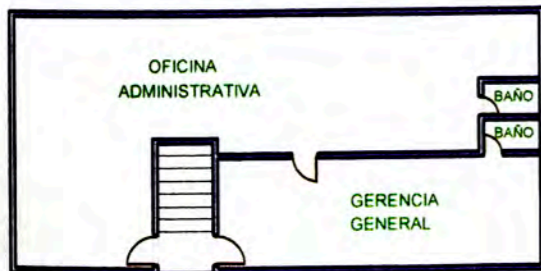 OFICINA
ADMINISTRATIVA
BAÑO
BAÑO
GERENCIA
GENERAL